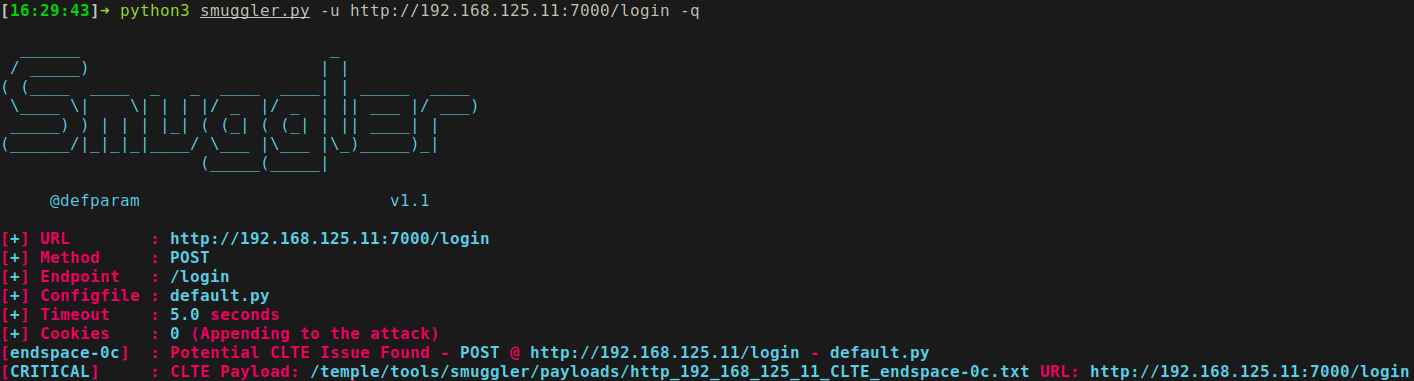 [16:29:43]→ python3 smuggler.py -u http://192.168.125.11:7000/login -q
Smuggler
@defparam v1.1
[+] URL : http://192.168.125.11:7000/login
[+] Method : POST
[+] Endpoint : /login
[+] Configfile : default.py
[+] Timeout : 5.0 seconds
[+] Cookies : 0 (Appending to the attack)
[endspace-0c] : Potential CLTE Issue Found - POST @ http://192.168.125.11/login - default.py
[CRITICAL] : CLTE Payload: /temple/tools/smuggler/payloads/http_192_168_125_11_CLTE_endspace-0c.txt URL: http://192.168.125.11:7000/login